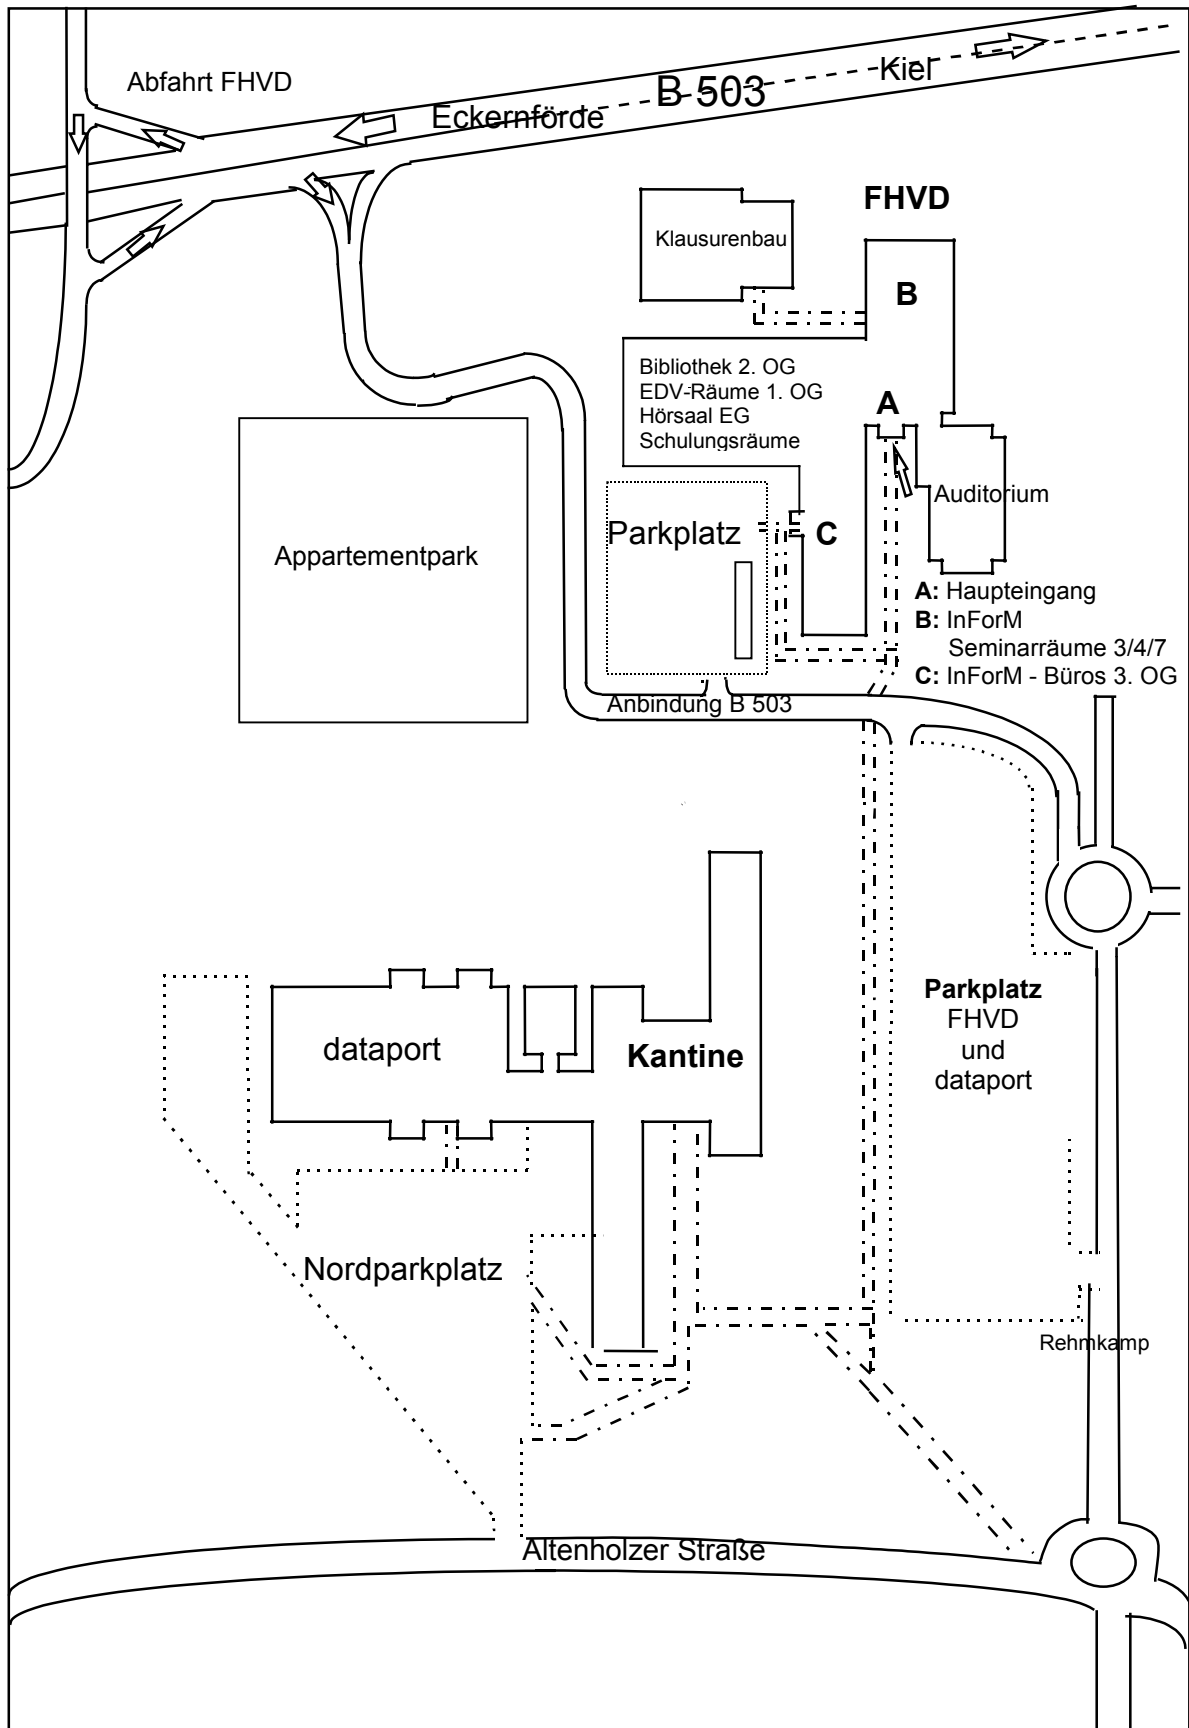 Abfahrt FHVD
B 503
Kiel
Eckernförde
FHVD
Klausurenbau
B
Bibliothek 2. OG
EDV-Räume 1. OG
Hörsaal EG
Schulungsräume
A
Auditorium
Parkplatz
C
Appartementpark
A: Haupteingang
B: InForM
Seminarräume 3/4/7
C: InForM - Büros 3. OG
Anbindung B 503
Parkplatz
FHVD
und
dataport
dataport
Kantine
Nordparkplatz
Rehmkamp
Altenholzer Straße